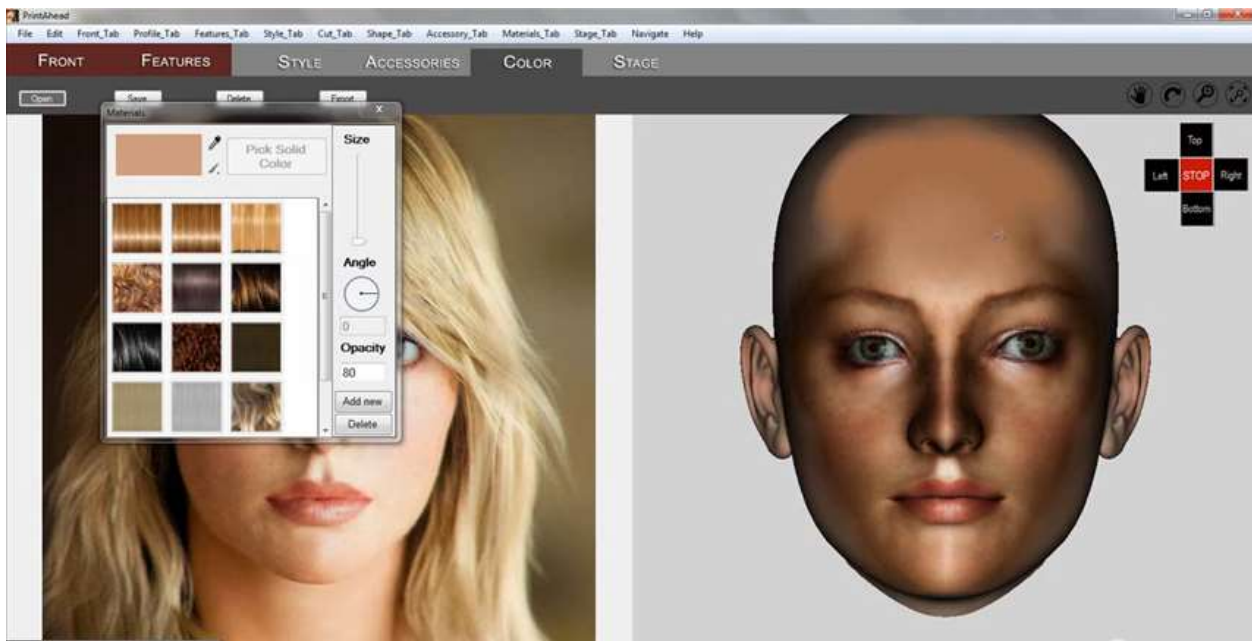 PrintAhead
File Edit Front_Tab Profile_Tab Features_Tab Style_Tab Cut_Tab Shape_Tab Accessory_Tab Materials_Tab Stage_Tab Navigate Help
FRONT FEATURES STYLE ACCESSORIES COLOR STAGE
Open Save Delete Export
Materials X
Pick Solid
Color
Size
Angle
0
Opacity
80
Add new
Delete
Top
Left STOP Right
Bottom